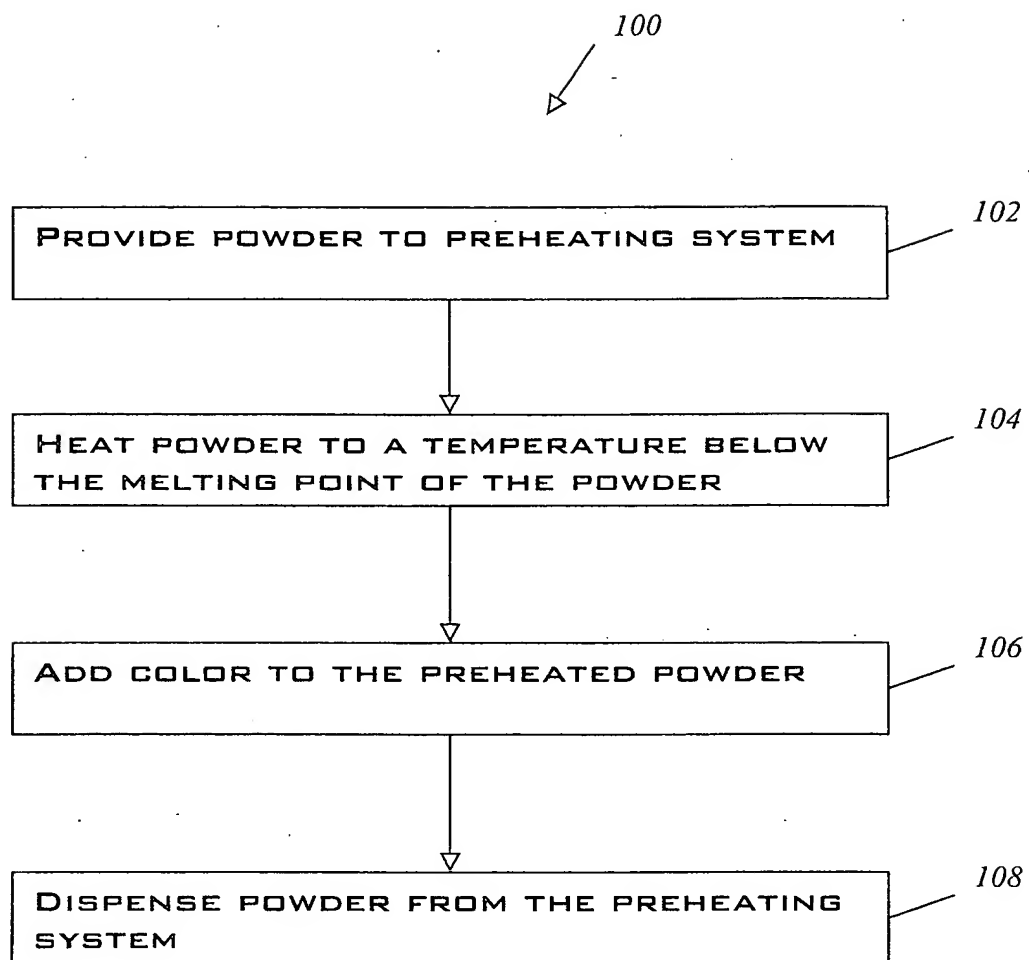 100
PROVIDE POWDER TO PREHEATING SYSTEM
102
HEAT POWDER TO A TEMPERATURE BELOW
THE MELTING POINT OF THE POWDER
104
ADD COLOR TO THE PREHEATED POWDER
106
DISPENSE POWDER FROM THE PREHEATING
SYSTEM
108